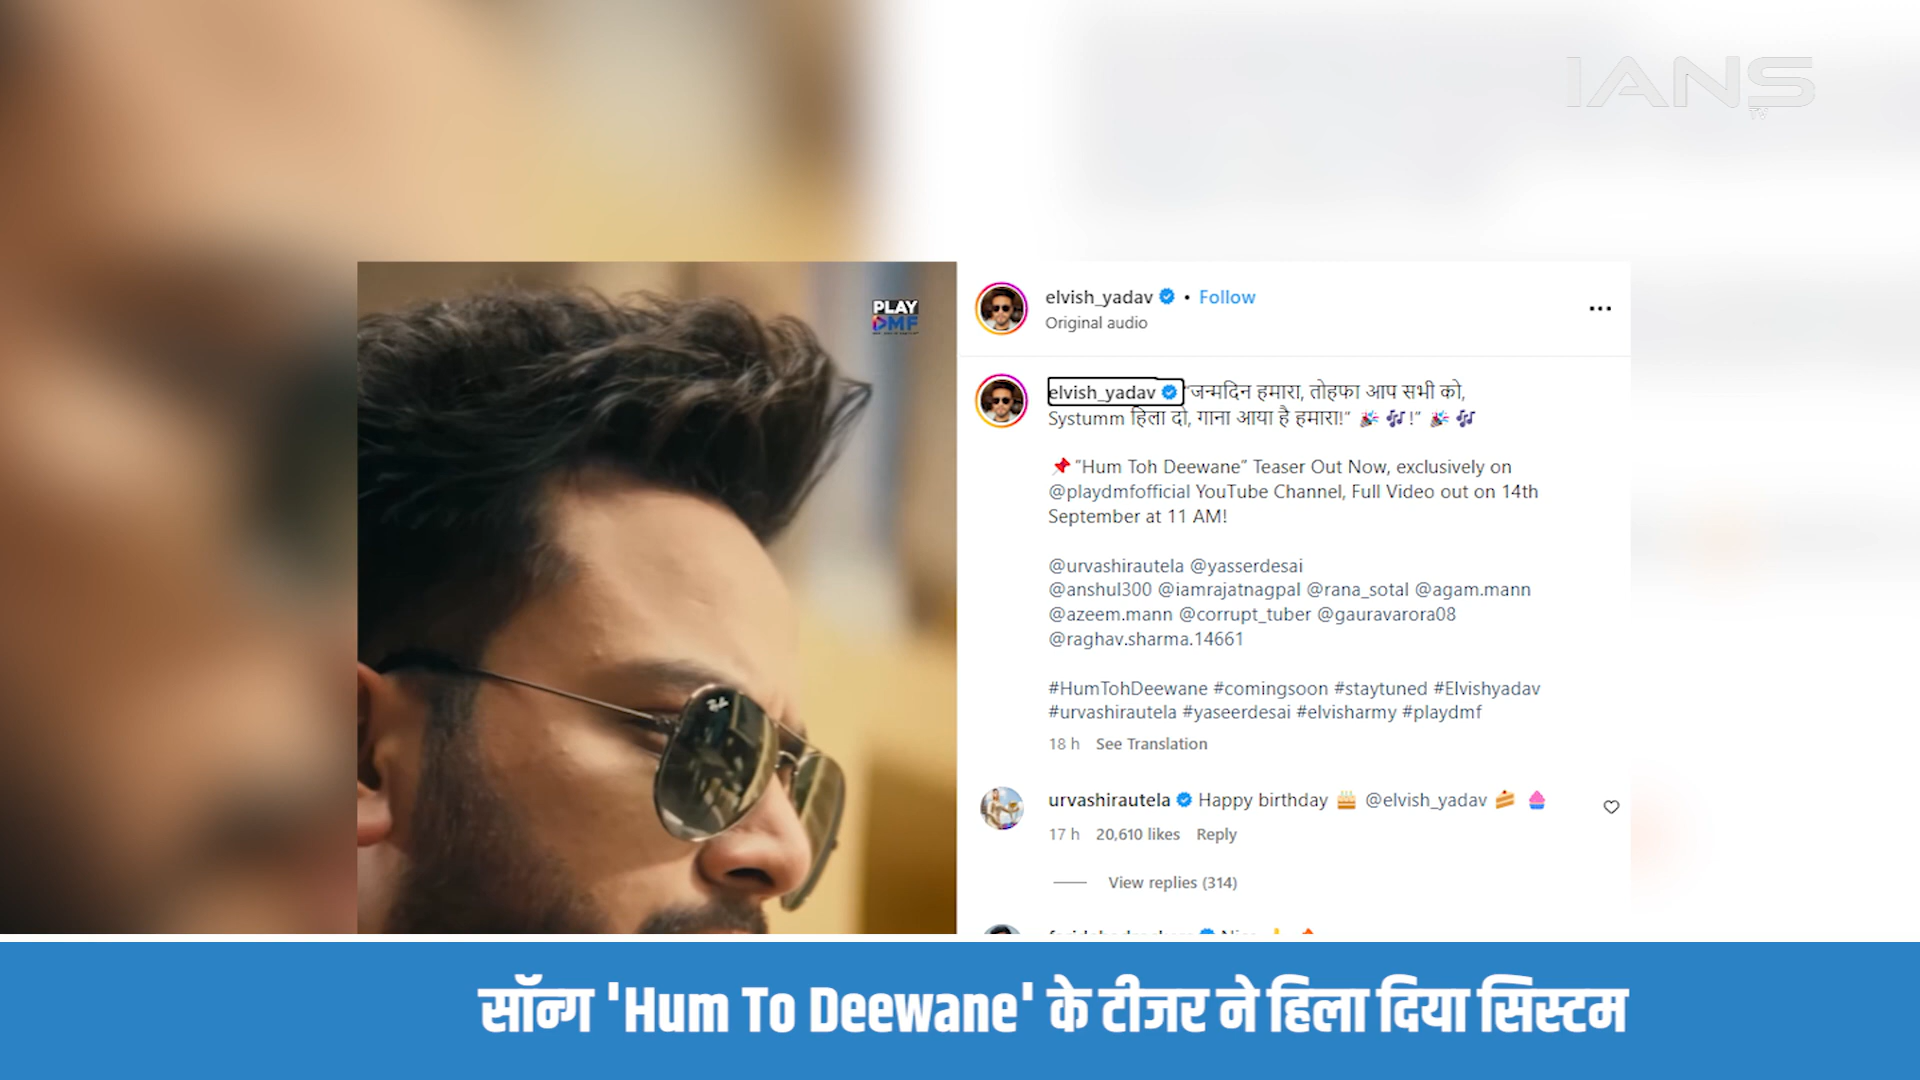 IANS
TV
PLAY
DMF
elvish_yadav • Follow
Original audio
elvish_yadav "जन्मदिन हमारा, तोहफा आप सभी को,
Systumm हिला दो, गाना आया है हमारा!" 🎉 🎶 !" 🎉 🎶
📌 "Hum Toh Deewane" Teaser Out Now, exclusively on
@playdmfofficial YouTube Channel, Full Video out on 14th
September at 11 AM!
@urvashirautela @yasserdesai
@anshul300 @iamrajatnagpal @rana_sotal @agam.mann
@azeem.mann @corrupt_tuber @gauravarora08
@raghav.sharma.14661
#HumTohDeewane #comingsoon #staytuned #Elvishyadav
#urvashirautela #yaseerdesai #elvisharmy #playdmf
18 h See Translation
urvashirautela Happy birthday 🎂 @elvish_yadav 🍰 🧁
17 h 20,610 likes Reply
View replies (314)
Ray-Ban
सॉन्ग 'Hum To Deewane' के टीजर ने हिला दिया सिस्टम